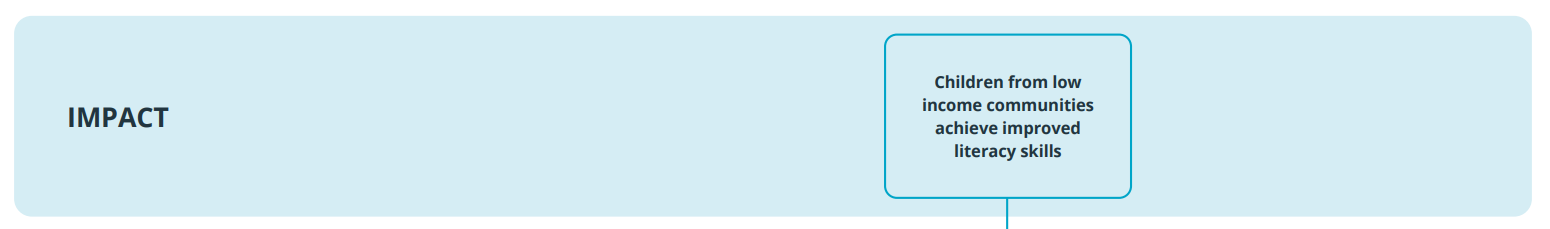 IMPACT
Children from low
income communities
achieve improved
literacy skills